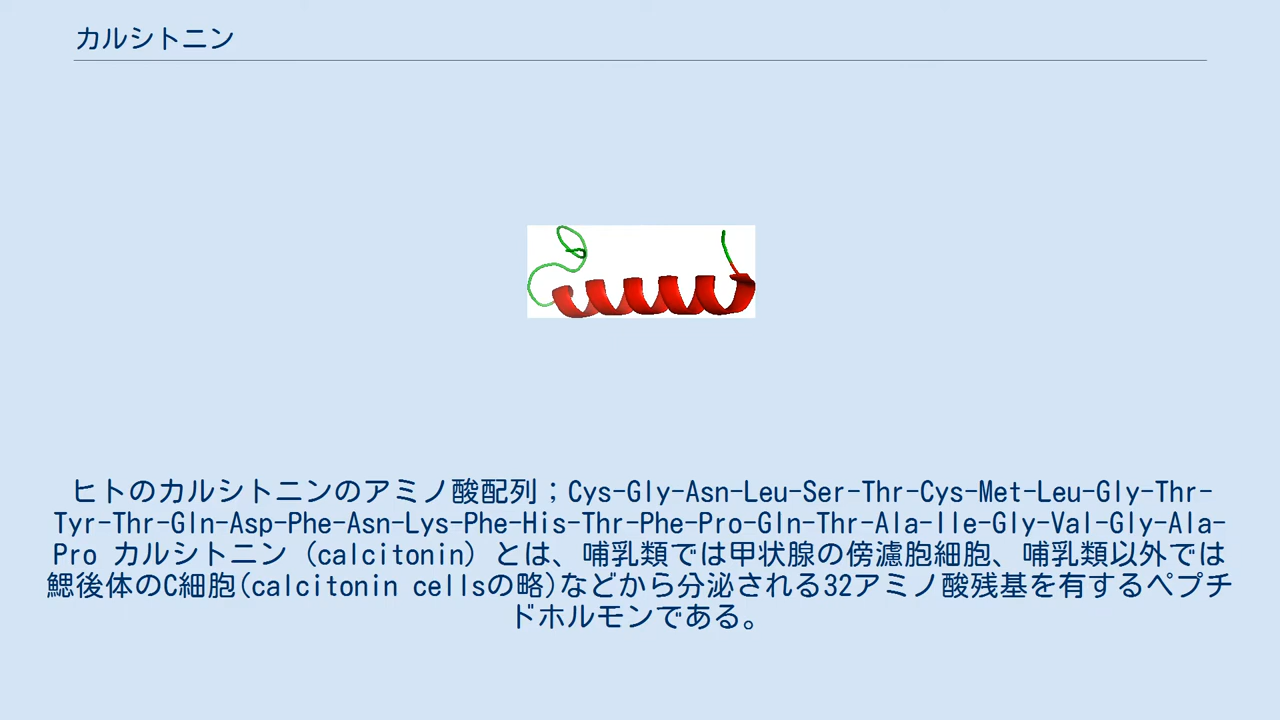 カルシトニン
ヒトのカルシトニンのアミノ酸配列；Cys-Gly-Asn-Leu-Ser-Thr-Cys-Met-Leu-Gly-Thr-
Tyr-Thr-Gln-Asp-Phe-Asn-Lys-Phe-His-Thr-Phe-Pro-Gln-Thr-Ala-Ile-Gly-Val-Gly-Ala-
Pro カルシトニン（calcitonin）とは、哺乳類では甲状腺の傍濾胞細胞、哺乳類以外では
鰓後体のC細胞(calcitonin cellsの略)などから分泌される32アミノ酸残基を有するペプチ
ドホルモンである。